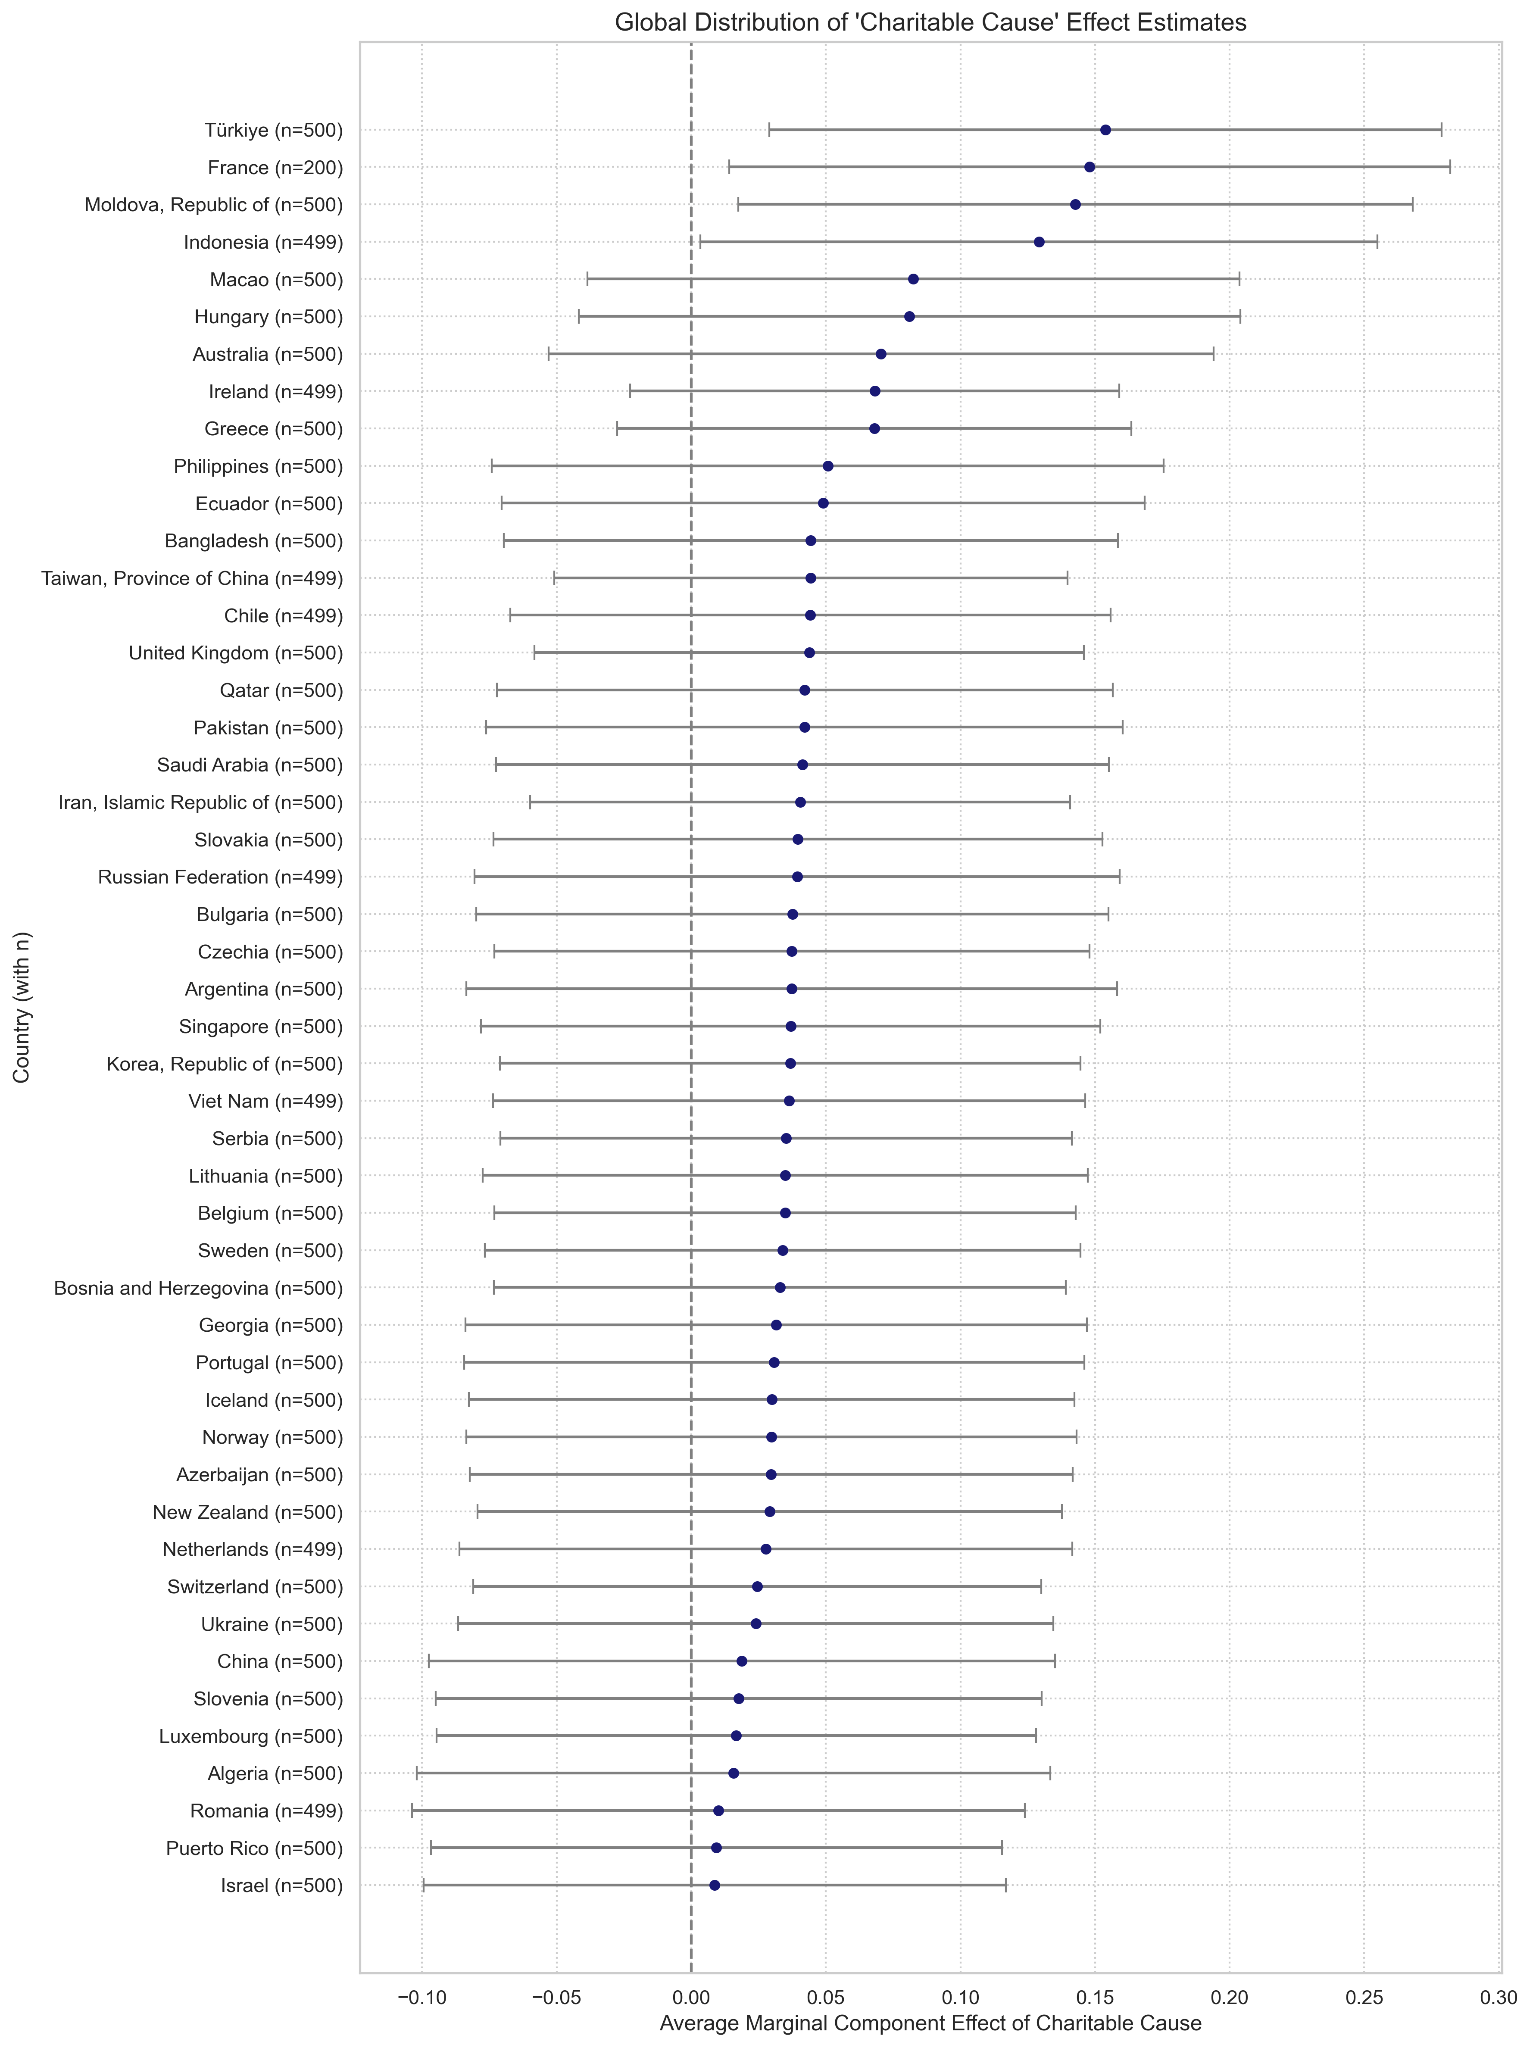 Global Distribution of 'Charitable Cause' Effect Estimates
Türkiye (n=500)
France (n=200)
Moldova, Republic of (n=500)
Indonesia (n=499)
Macao (n=500)
Hungary (n=500)
Australia (n=500)
Ireland (n=499)
Greece (n=500)
Philippines (n=500)
Ecuador (n=500)
Bangladesh (n=500)
Taiwan, Province of China (n=499)
Chile (n=499)
United Kingdom (n=500)
Qatar (n=500)
Pakistan (n=500)
Saudi Arabia (n=500)
Iran, Islamic Republic of (n=500)
Slovakia (n=500)
Russian Federation (n=499)
Bulgaria (n=500)
Czechia (n=500)
Argentina (n=500)
Singapore (n=500)
Korea, Republic of (n=500)
Viet Nam (n=499)
Serbia (n=500)
Lithuania (n=500)
Belgium (n=500)
Sweden (n=500)
Bosnia and Herzegovina (n=500)
Georgia (n=500)
Portugal (n=500)
Iceland (n=500)
Norway (n=500)
Azerbaijan (n=500)
New Zealand (n=500)
Netherlands (n=499)
Switzerland (n=500)
Ukraine (n=500)
China (n=500)
Slovenia (n=500)
Luxembourg (n=500)
Algeria (n=500)
Romania (n=499)
Puerto Rico (n=500)
Israel (n=500)
Country (with n)
−0.10 −0.05 0.00 0.05 0.10 0.15 0.20 0.25 0.30
Average Marginal Component Effect of Charitable Cause